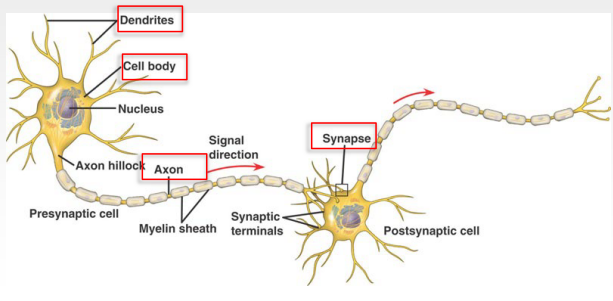 Dendrites
Cell body
Nucleus
Axon hillock
Axon
Signal
direction
Synapse
Presynaptic cell
Myelin sheath
Synaptic
terminals
Postsynaptic cell